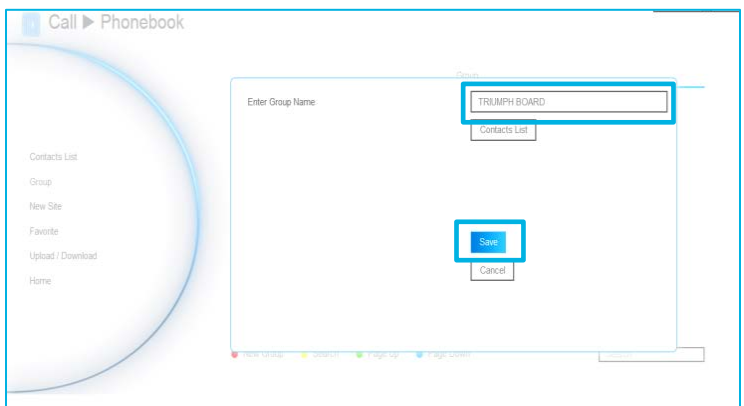 Call ▶ Phonebook
Group
Enter Group Name
TRIUMPH BOARD
Contacts List
Contacts List
Group
New Site
Favorite
Upload / Download
Home
Save
Cancel
New Group Search Page Up Page Down
Search